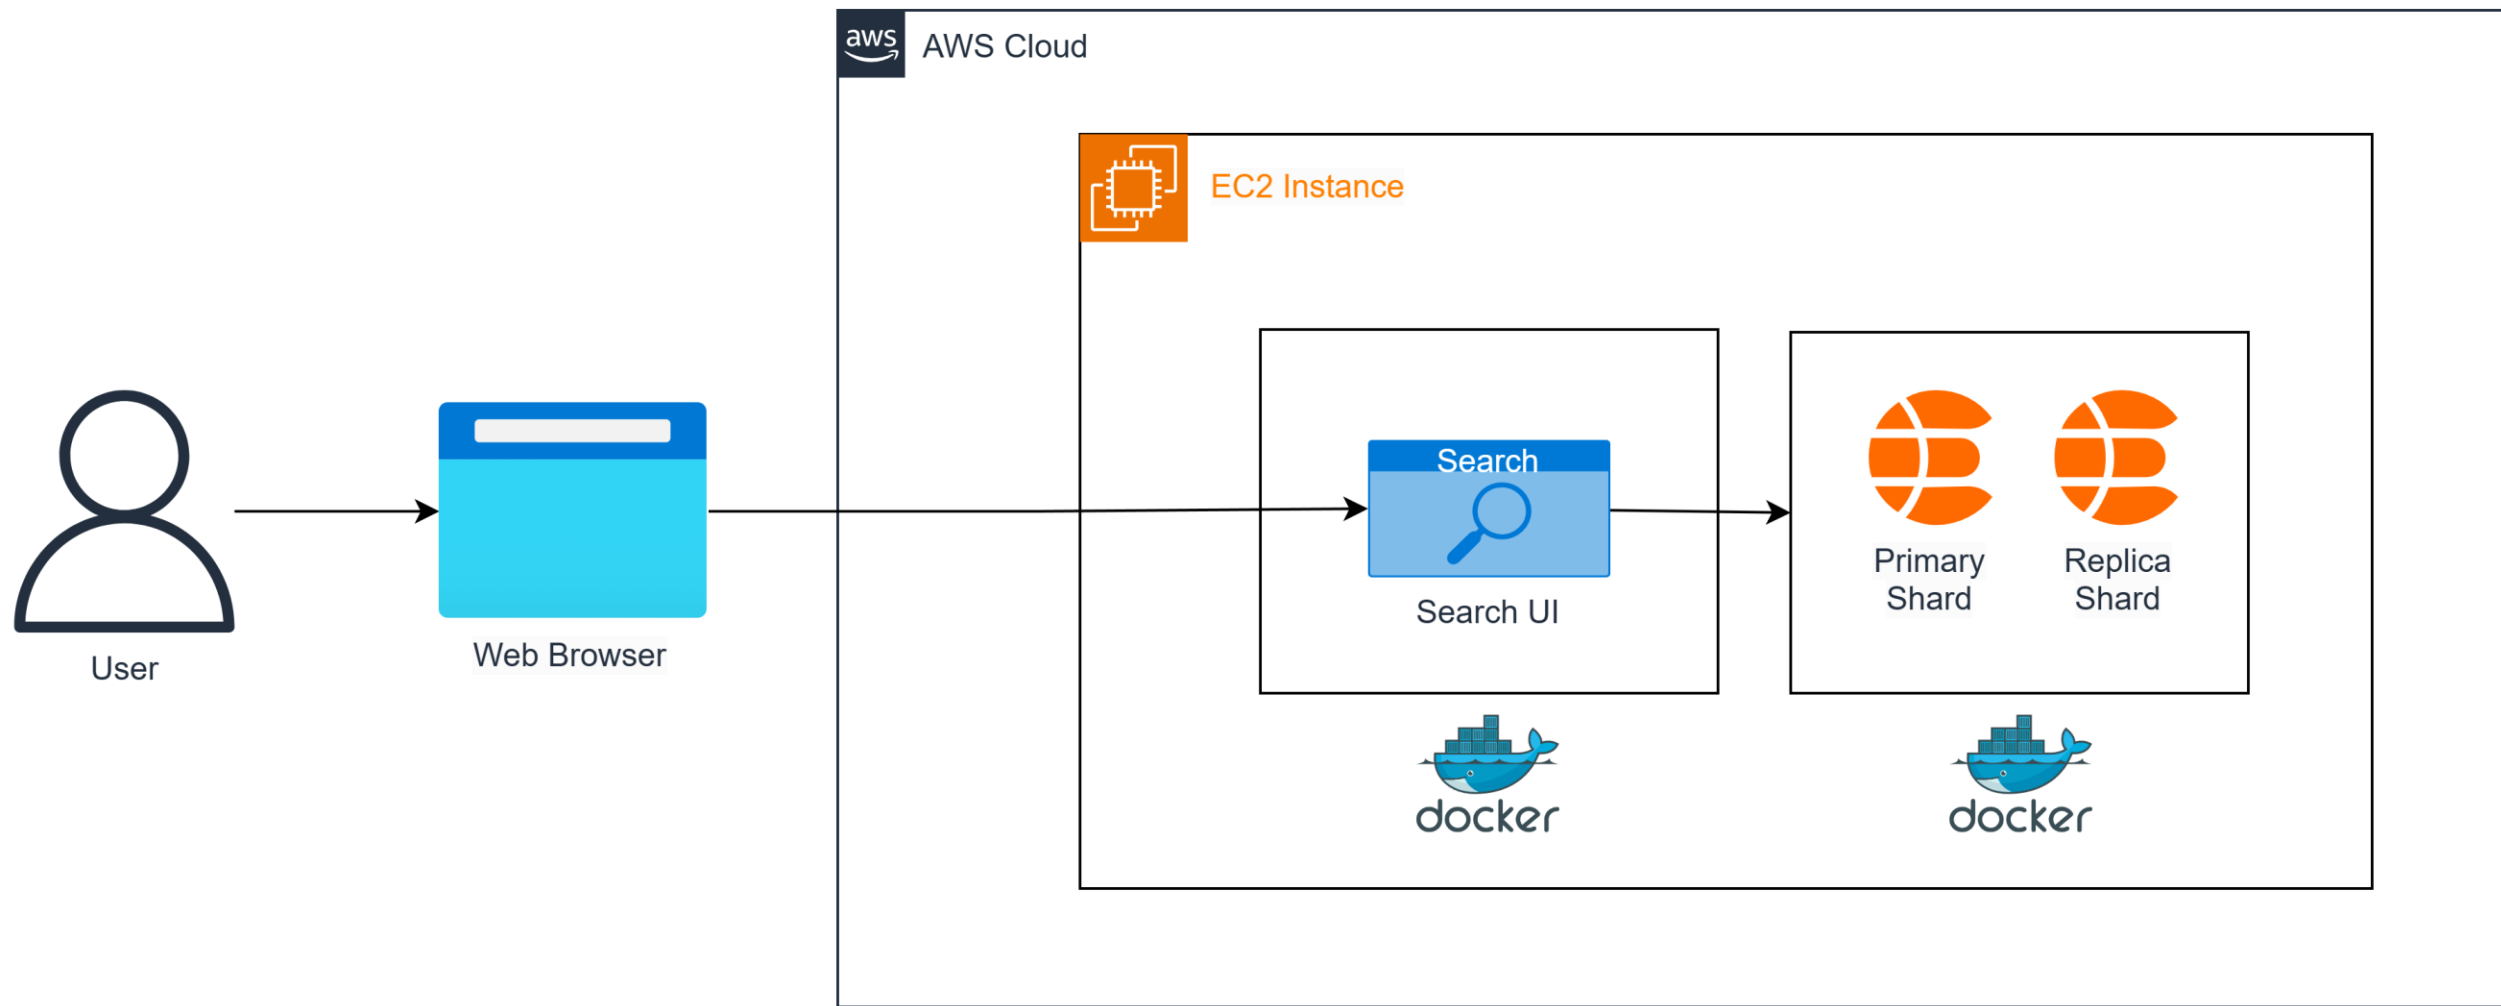 aws
AWS Cloud
EC2 Instance
Search
Search UI
Primary
Shard
Replica
Shard
User
Web Browser
docker
docker